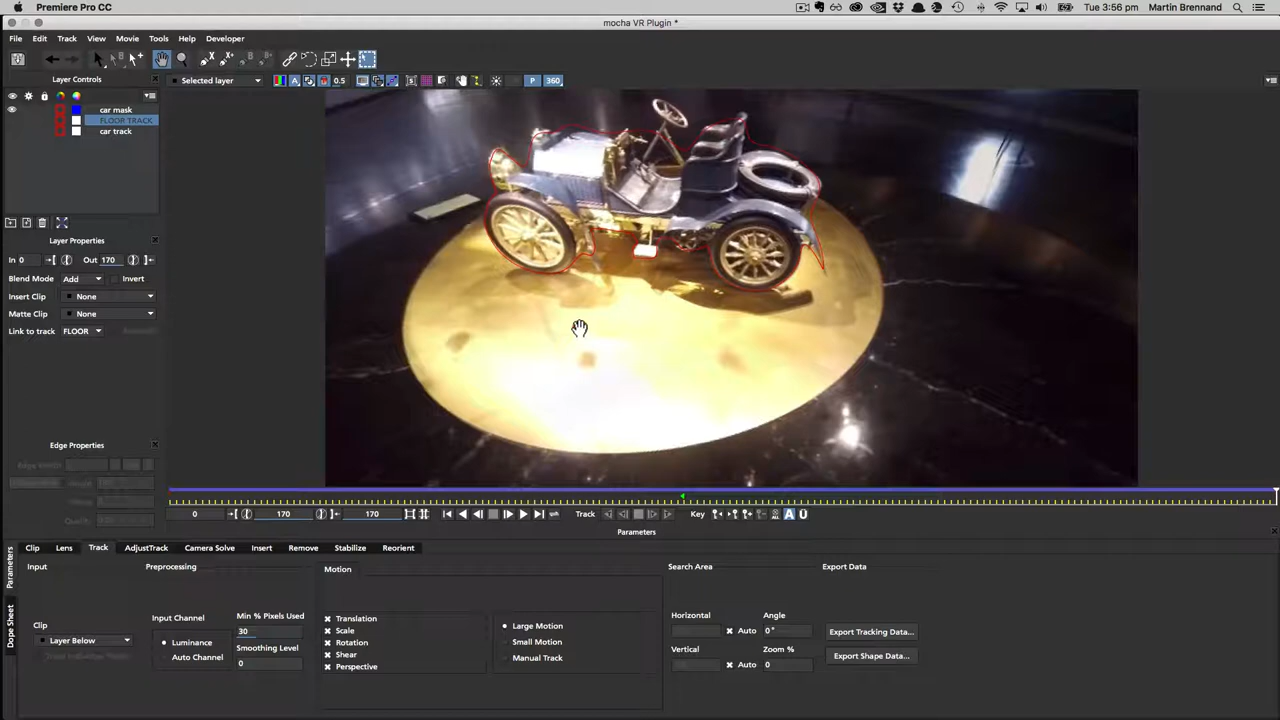 Premiere Pro CC
Tue 3:56 pm Martin Brennand
mocha VR Plugin *
File Edit Track View Movie Tools Help Developer
Layer Controls
Selected layer
0.5
P
360
car mask
FLOOR TRACK
car track
Layer Properties
In 0
Out 170
Blend Mode Add
Invert
Insert Clip None
Matte Clip None
Link to track FLOOR
Edge Properties
0 170 170
Track
Key
A
Parameters
Clip Lens Track AdjustTrack Camera Solve Insert Remove Stabilize Reorient
Parameters
Dope Sheet
Input
Preprocessing
Motion
Search Area
Export Data
Clip
Layer Below
Input Channel
Luminance
Auto Channel
Min % Pixels Used
30
Smoothing Level
0
Translation
Scale
Rotation
Shear
Perspective
Large Motion
Small Motion
Manual Track
Horizontal
Auto
Angle
0°
Vertical
Auto
Zoom %
0
Export Tracking Data...
Export Shape Data...